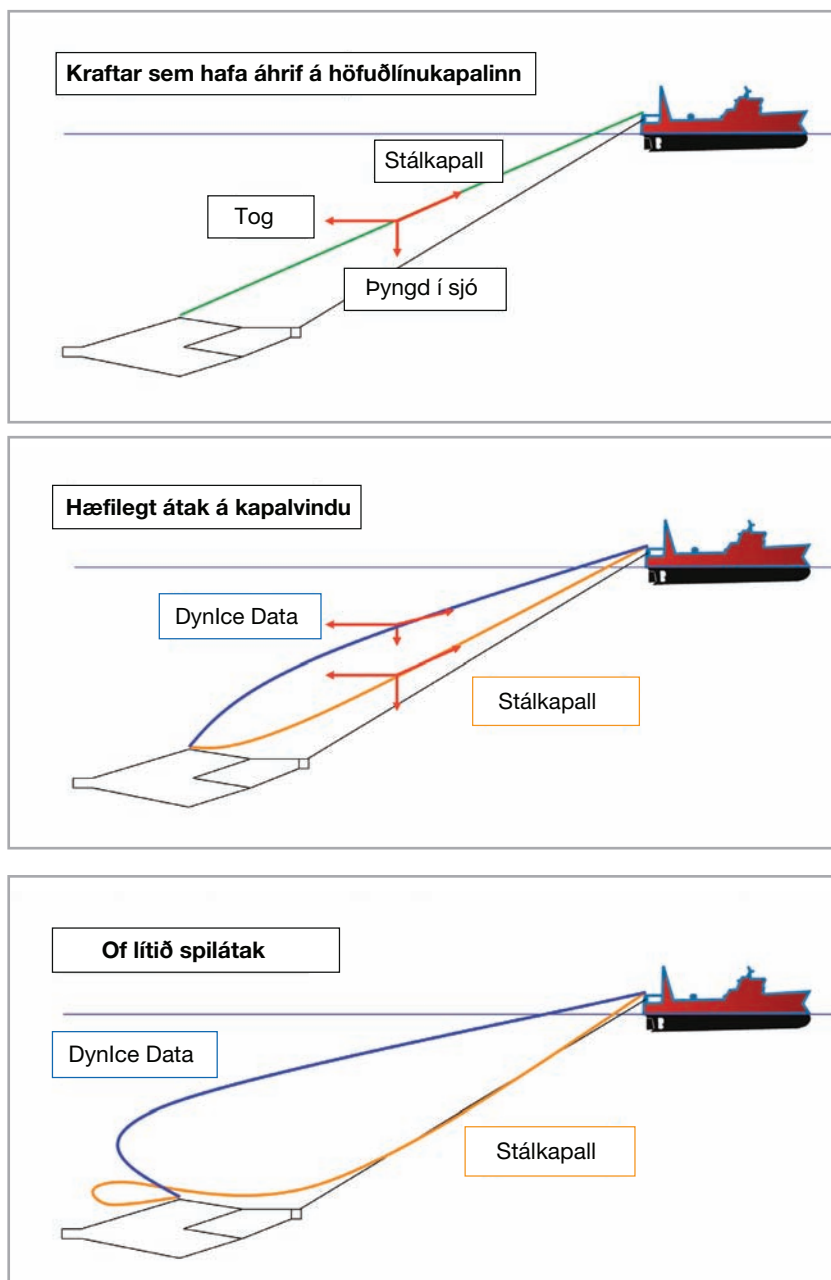 Kraftar sem hafa áhrif á höfuðlínukapalinn
Stálkapall
Tog
Þyngd í sjó
Hæfilegt átak á kapalvindu
DynIce Data
Stálkapall
Of lítið spilátak
DynIce Data
Stálkapall